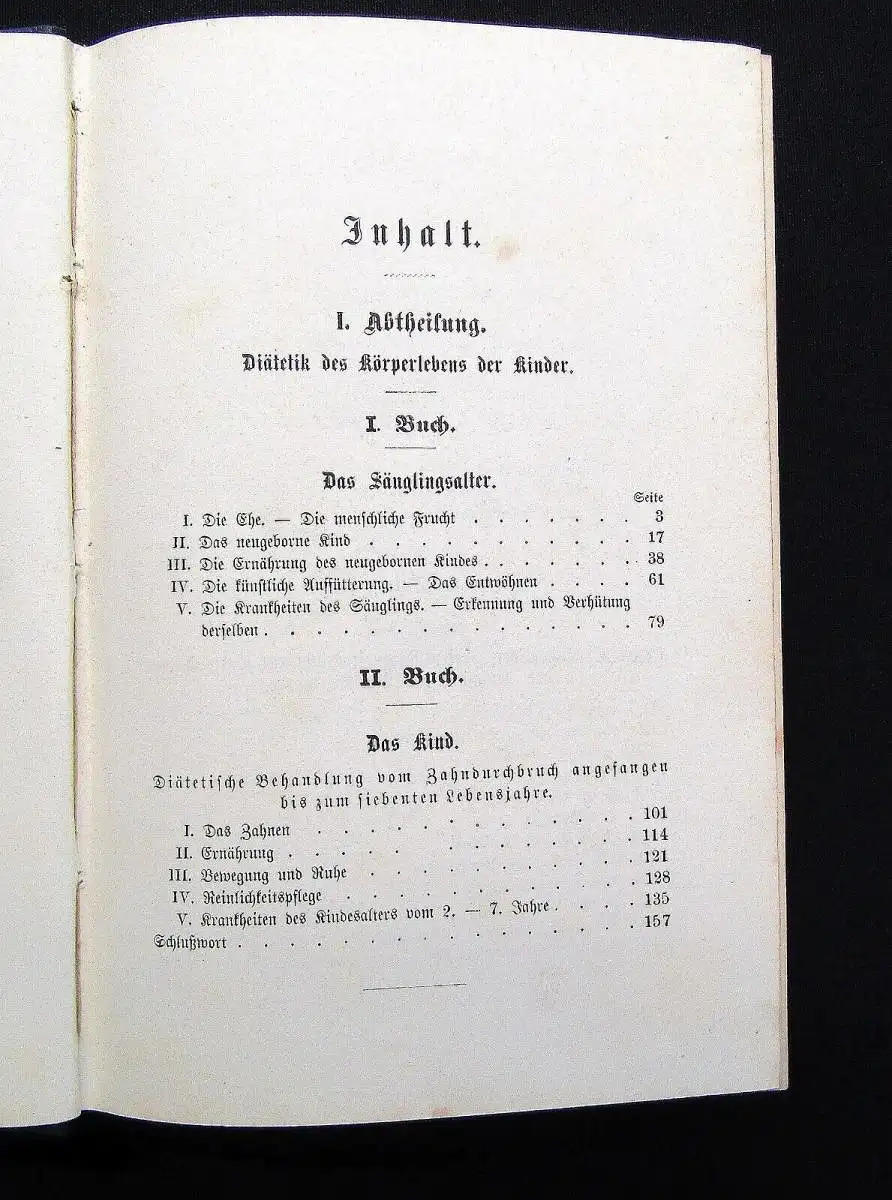 Inhalt.
I. Abtheilung.
Diätetik des Körperlebens der Kinder.
I. Buch.
Das Säuglingsalter.
Seite
I. Die Ehe. — Die menschliche Frucht . . . . . . . 3
II. Das neugeborne Kind . . . . . . . . . . . 17
III. Die Ernährung des neugebornen Kindes . . . . . . . 38
IV. Die künstliche Auffütterung. — Das Entwöhnen . . . . 61
V. Die Krankheiten des Säuglings. — Erkennung und Verhütung
derselben . . . . . . . . . . . . . . . 79
II. Buch.
Das Kind.
Diätetische Behandlung vom Zahndurchbruch angefangen
bis zum siebenten Lebensjahre.
I. Das Zahnen . . . . . . . . . . . . 101
II. Ernährung . . . . . . . . . . . . . 114
III. Bewegung und Ruhe . . . . . . . . . . 121
IV. Reinlichkeitspflege . . . . . . . . . . . 128
V. Krankheiten des Kindesalters vom 2. — 7. Jahre . . . . 135
Schlußwort . . . . . . . . . . . . . . . 157